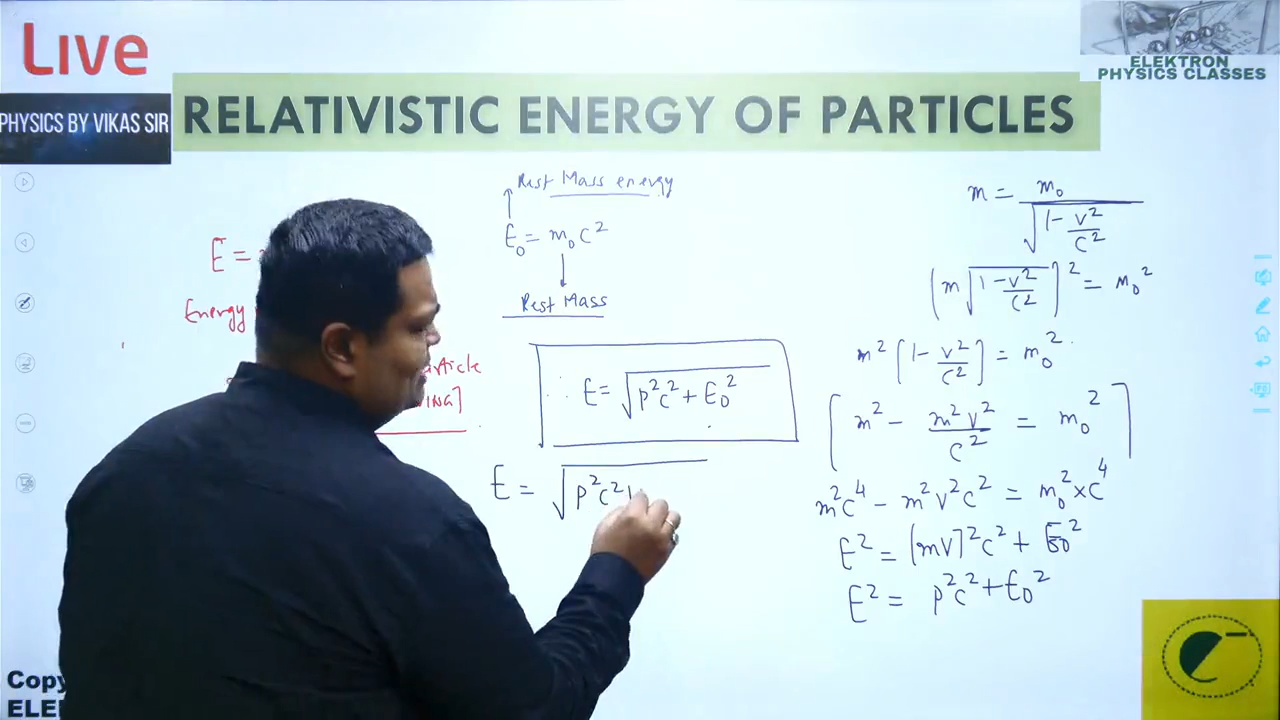 Live
ELEKTRON
PHYSICS CLASSES
PHYSICS BY VIKAS SIR
RELATIVISTIC ENERGY OF PARTICLES
Rest Mass energy
E₀ = m₀c²
Rest Mass
E =
Energy
∴ E = √(p²c² + E₀²)
E = √(p²c²
m = m₀ / √(1 - v²/c²)
[m√(1 - v²/c²)]² = m₀²
m²[1 - v²/c²] = m₀²
[m² - m²v²/c² = m₀²]
m²c⁴ - m²v²c² = m₀² × c⁴
E² = (mv)²c² + E₀²
E² = p²c² + E₀²